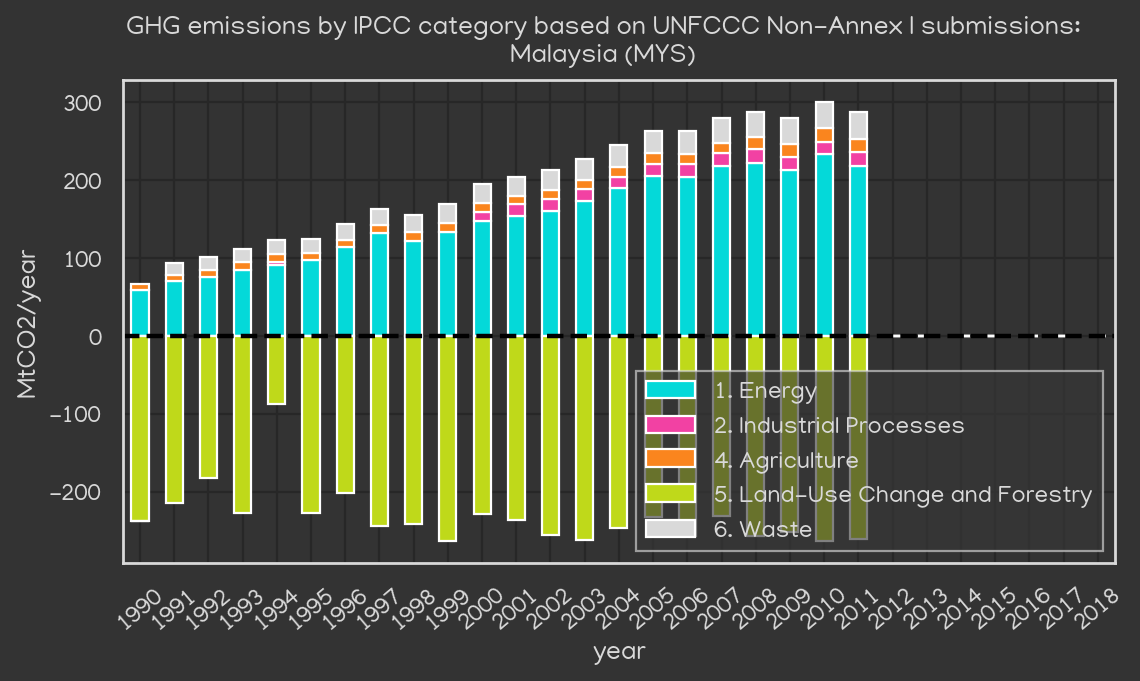 GHG emissions by IPCC category based on UNFCCC Non-Annex I submissions:
Malaysia (MYS)
MtCO2/year
300
200
100
0
-100
-200
1. Energy
2. Industrial Processes
4. Agriculture
5. Land-Use Change and Forestry
6. Waste
1990 1991 1992 1993 1994 1995 1996 1997 1998 1999 2000 2001 2002 2003 2004 2005 2006 2007 2008 2009 2010 2011 2012 2013 2014 2015 2016 2017 2018
year